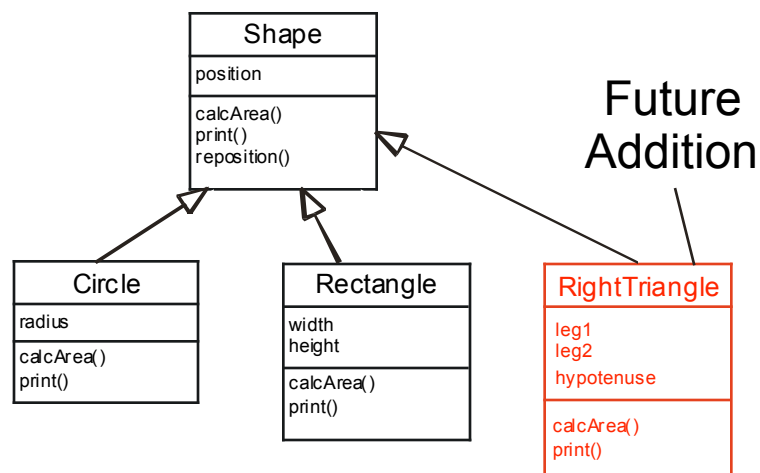 Shape
position
calcArea()
print()
reposition()
Future
Addition
Circle
radius
calcArea()
print()
Rectangle
width
height
calcArea()
print()
RightTriangle
leg1
leg2
hypotenuse
calcArea()
print()